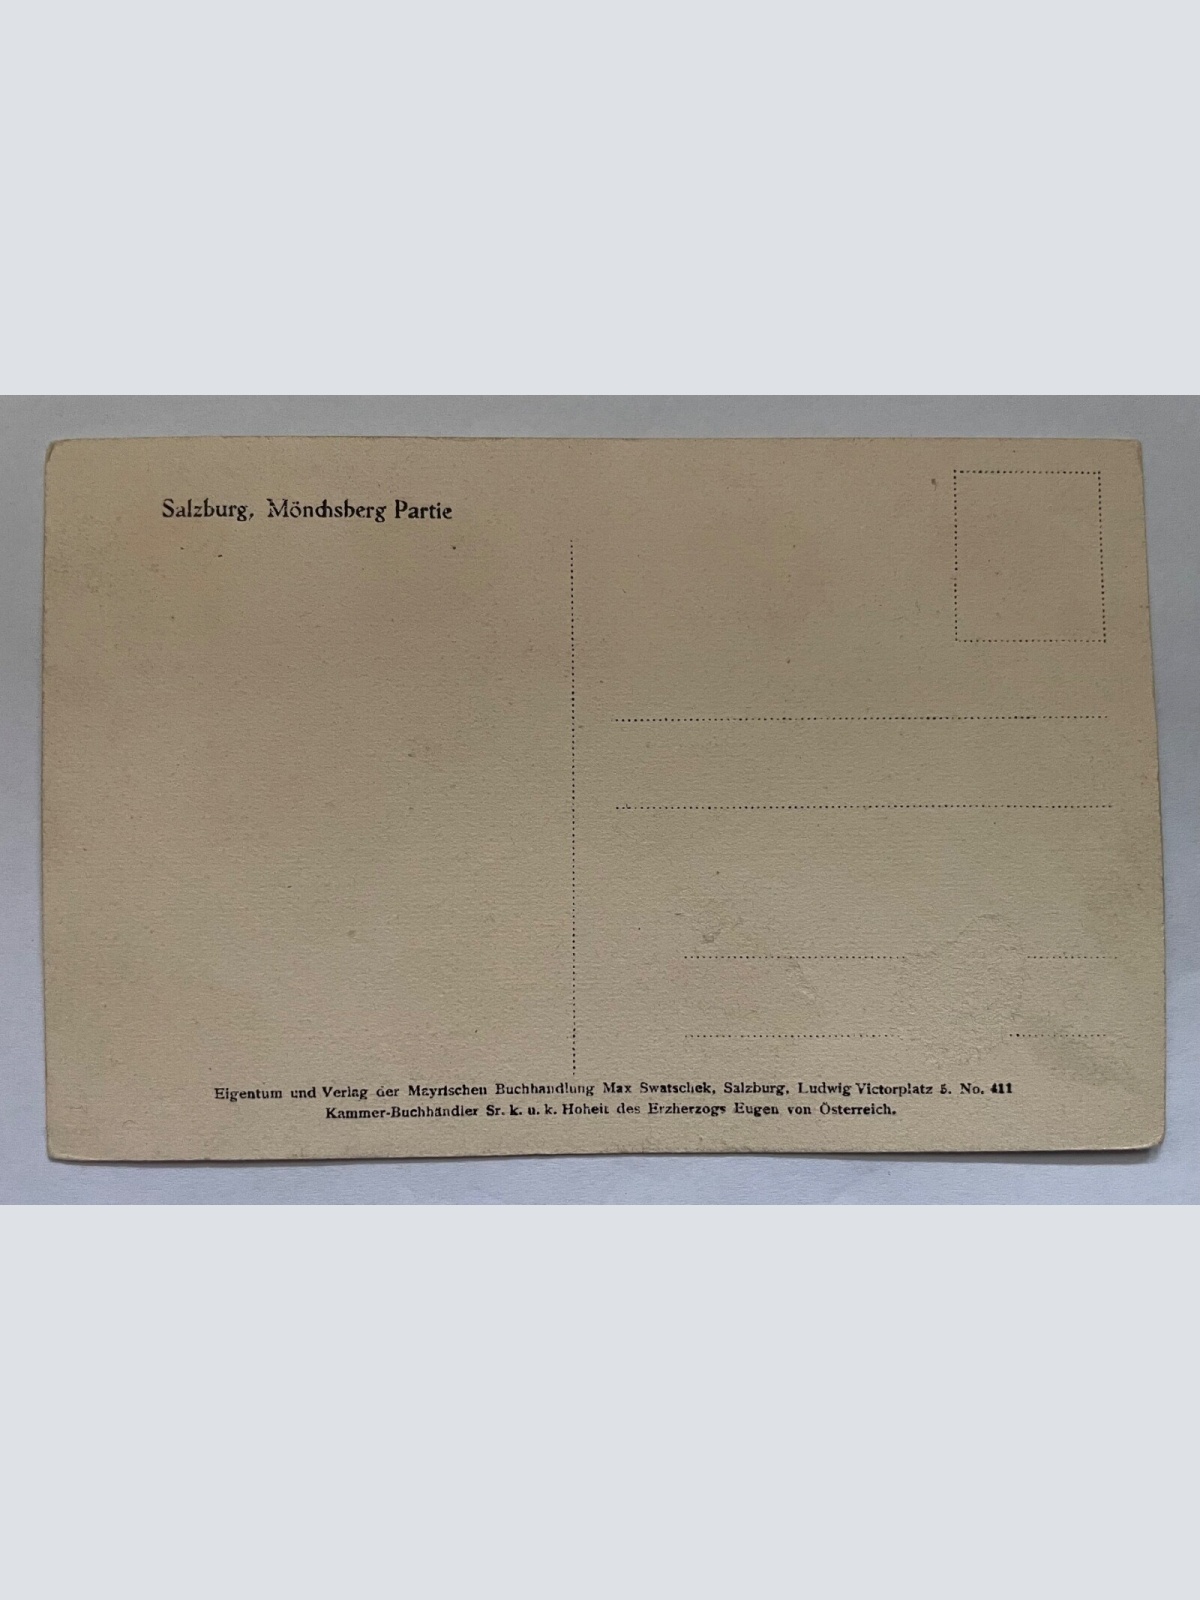 Salzburg, Mönchsberg Partie
Eigentum und Verlag der Mayrischen Buchhandlung Max Swatschek, Salzburg, Ludwig Victorplatz 5. No. 411
Kammer-Buchhändler Sr. k. u. k. Hoheit des Erzherzogs Eugen von Österreich.